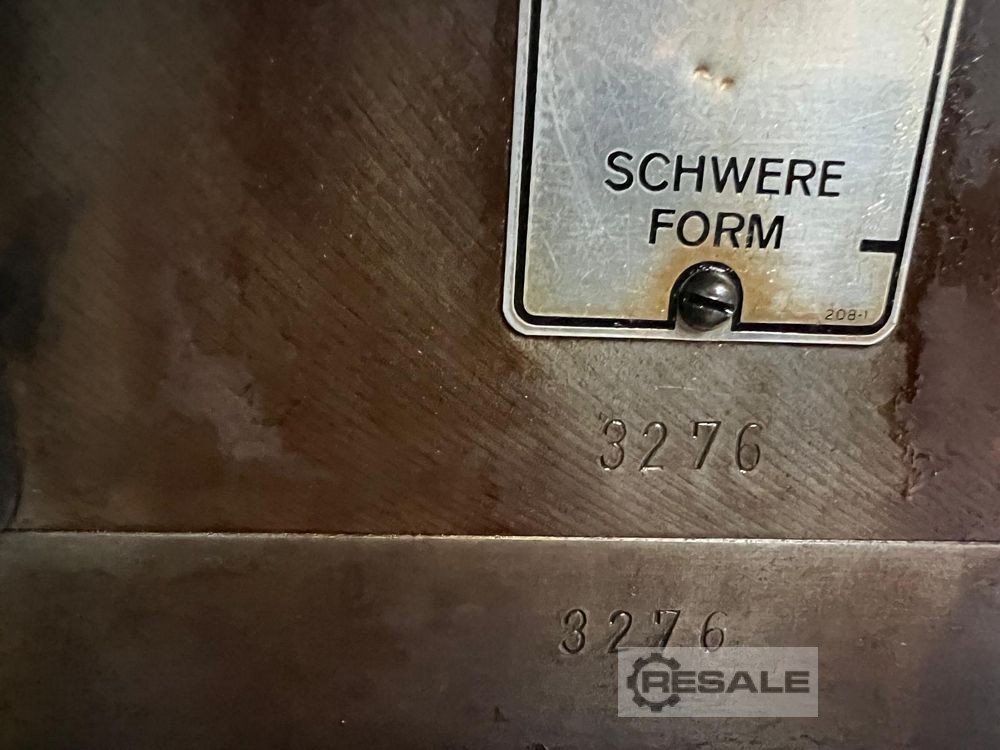 SCHWERE
FORM
208-1
3276
3276
RESALE